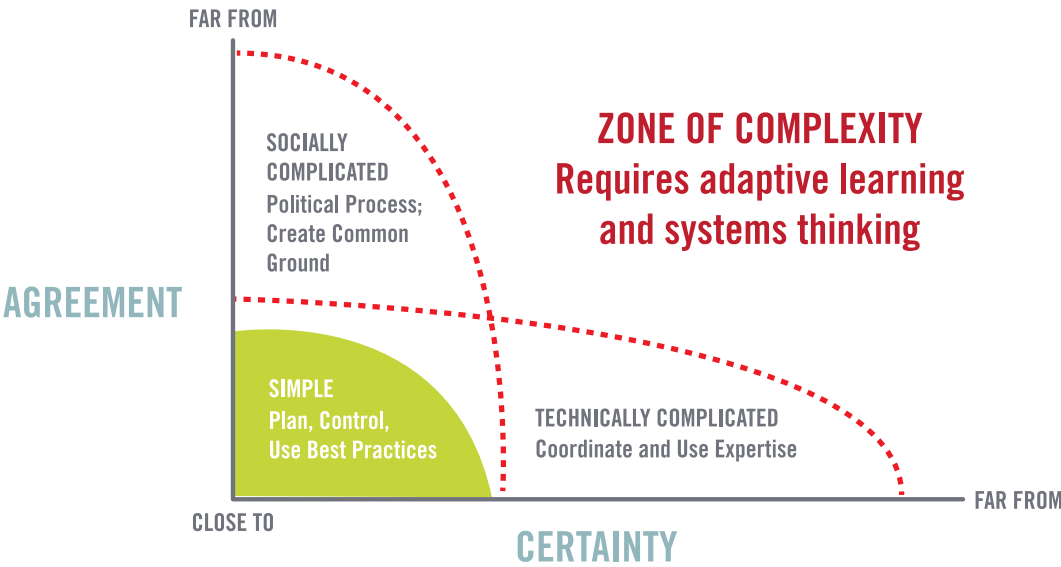 FAR FROM
ZONE OF COMPLEXITY
Requires adaptive learning
and systems thinking
SOCIALLY
COMPLICATED
Political Process;
Create Common
Ground
AGREEMENT
SIMPLE
Plan, Control,
Use Best Practices
TECHNICALLY COMPLICATED
Coordinate and Use Expertise
FAR FROM
CLOSE TO
CERTAINTY